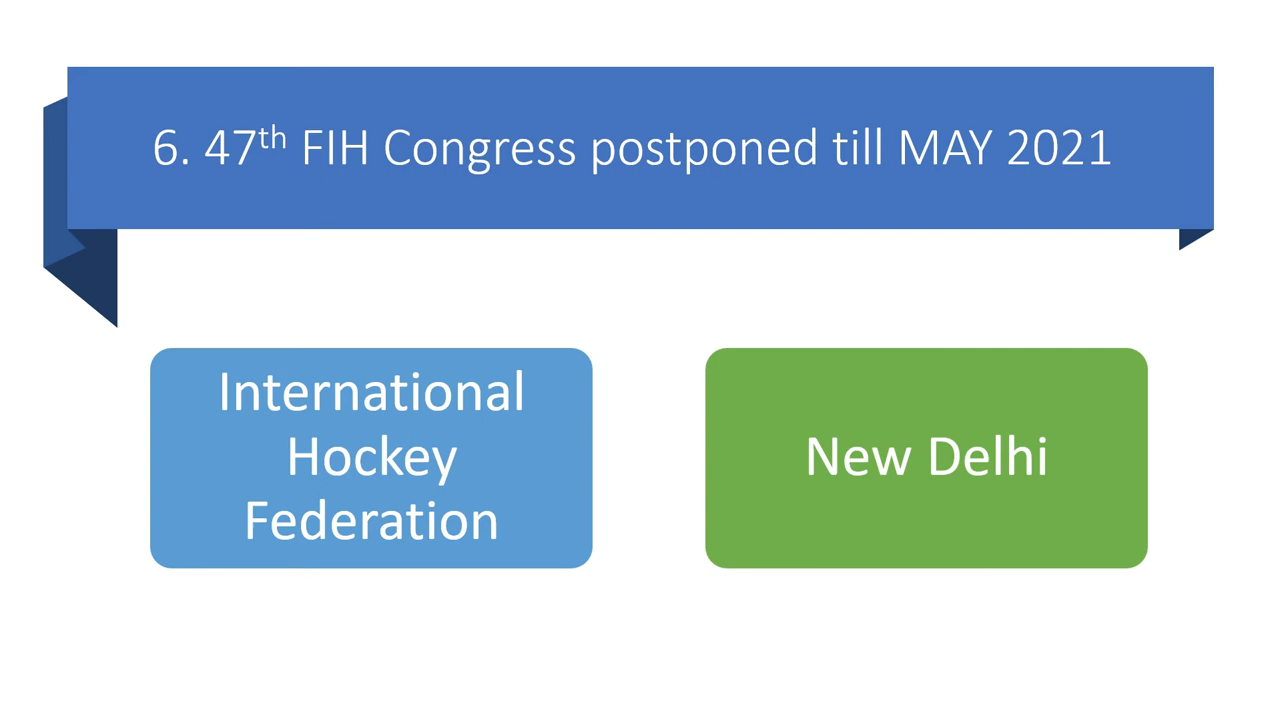 6. 47th FIH Congress postponed till MAY 2021
International
Hockey
Federation
New Delhi